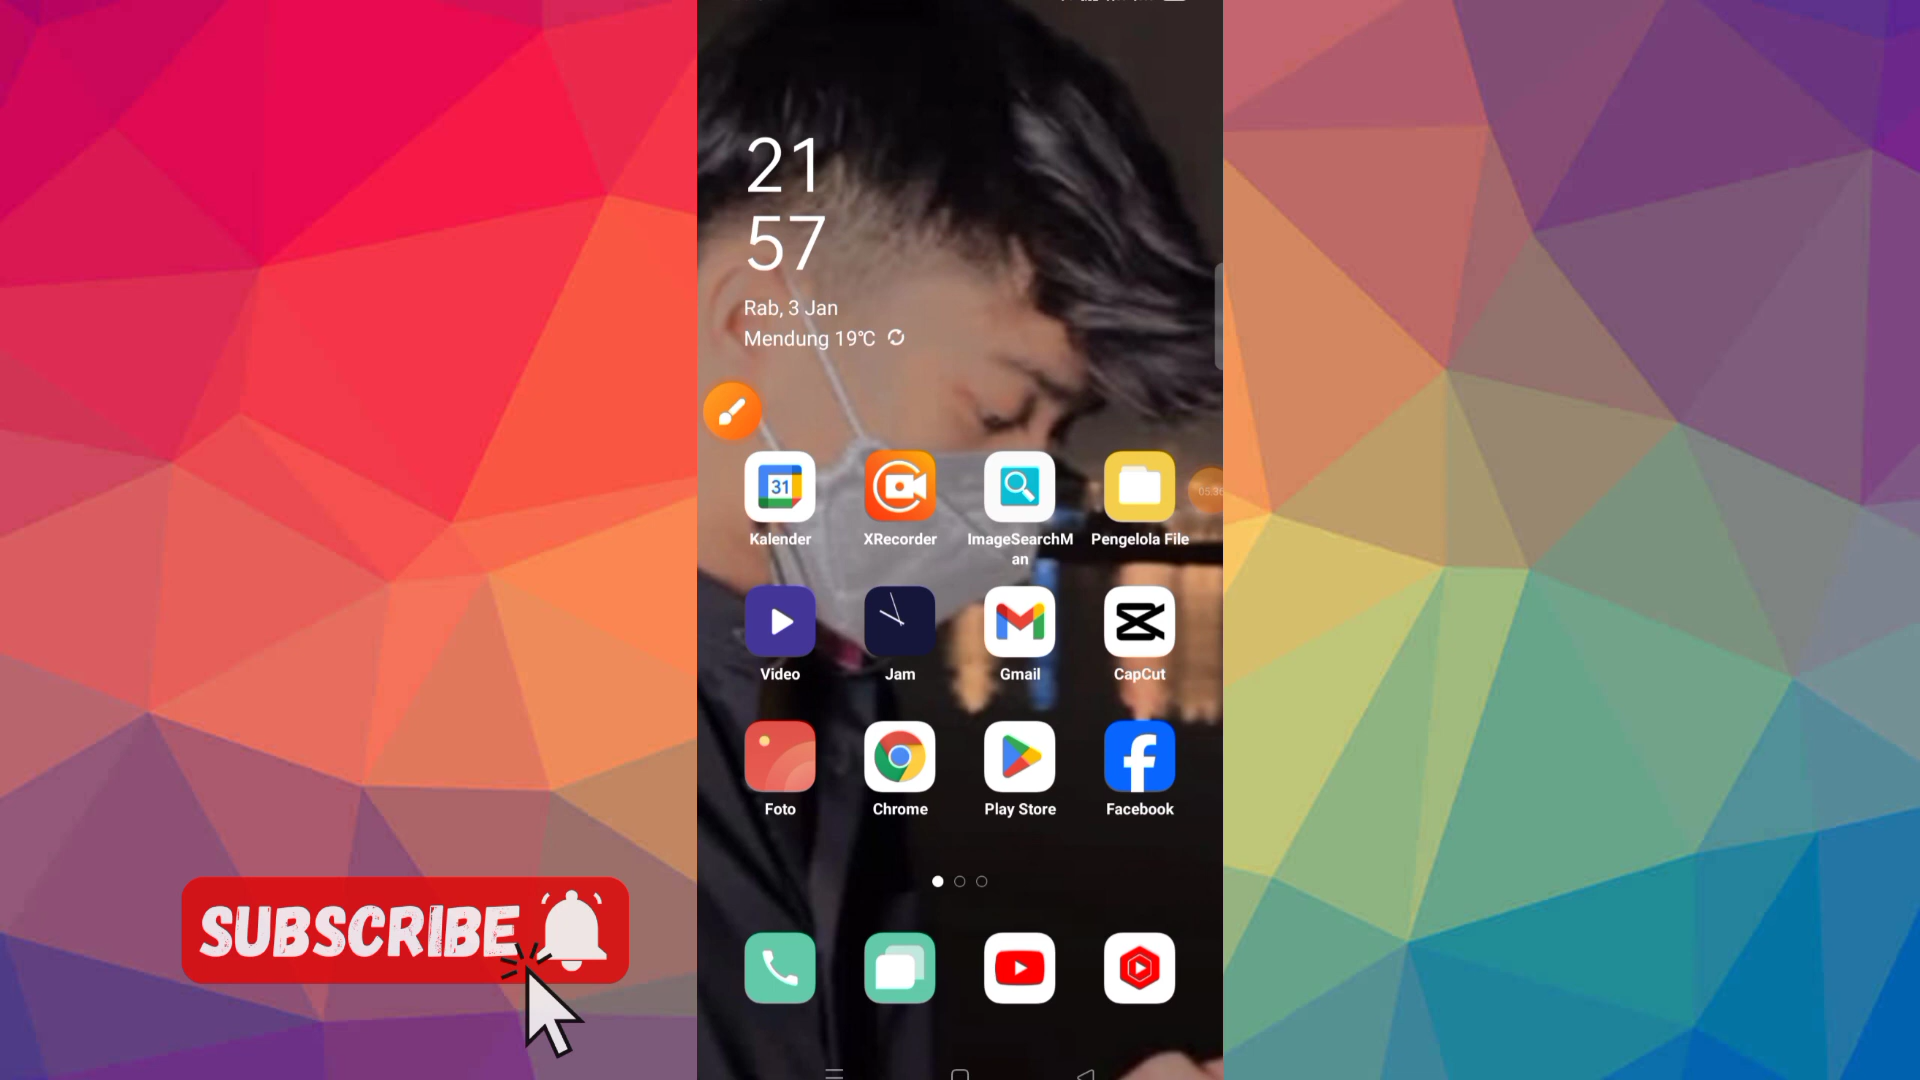 21
57
Rab, 3 Jan
Mendung 19℃
31
Kalender
XRecorder
ImageSearchM
an
Pengelola File
Video
Jam
Gmail
CapCut
Foto
Chrome
Play Store
Facebook
SUBSCRIBE